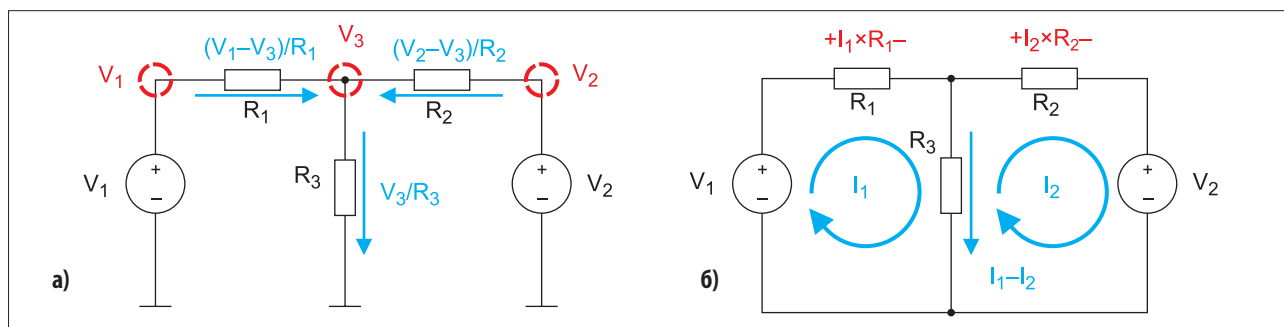 (V₁–V₃)/R₁ V₃ (V₂–V₃)/R₂
V₁ V₂
R₁ R₂
V₁ + – R₃ V₃/R₃ + – V₂
а)
+I₁×R₁– +I₂×R₂–
R₁ R₂
R₃
V₁ + – I₁ I₂ + – V₂
I₁–I₂
б)